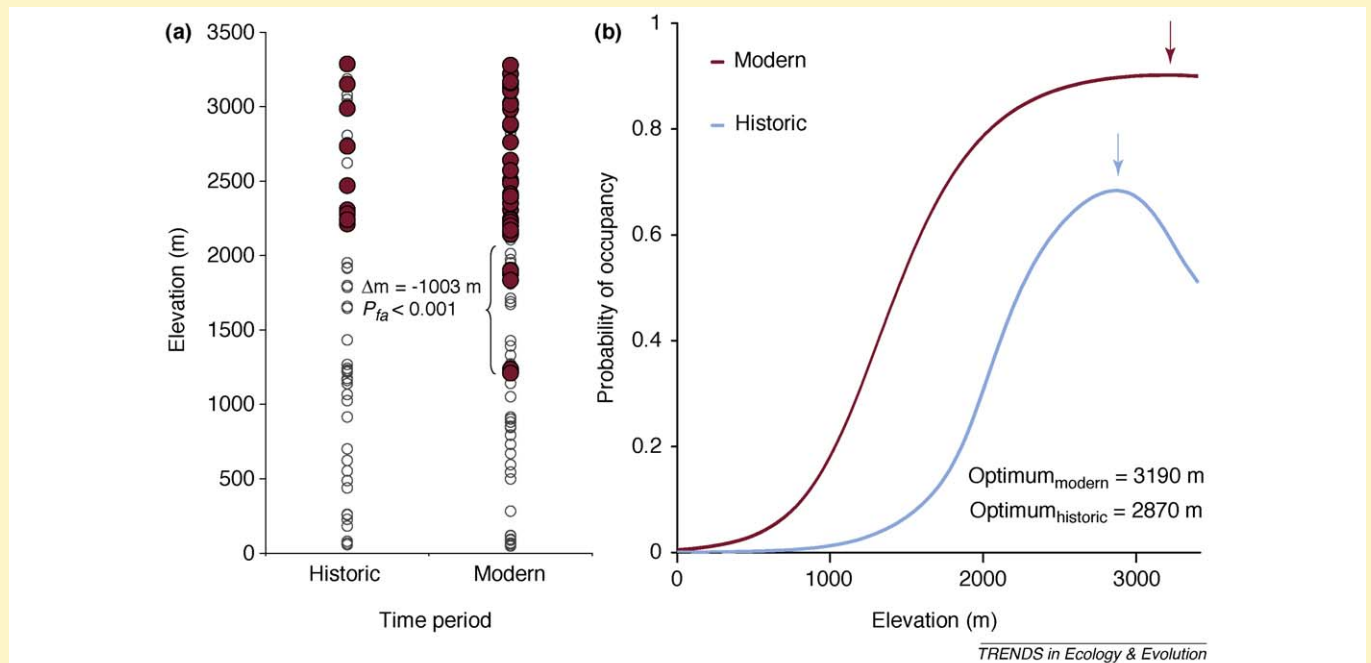 (a)
Elevation (m)
3500
3000
2500
2000
1500
1000
500
0
Δm = -1003 m
Pfa < 0.001
Historic
Modern
Time period
(b)
Probability of occupancy
1
0.8
0.6
0.4
0.2
0
Modern
Historic
Optimummodern = 3190 m
Optimumhistoric = 2870 m
0
1000
2000
3000
Elevation (m)
TRENDS in Ecology & Evolution